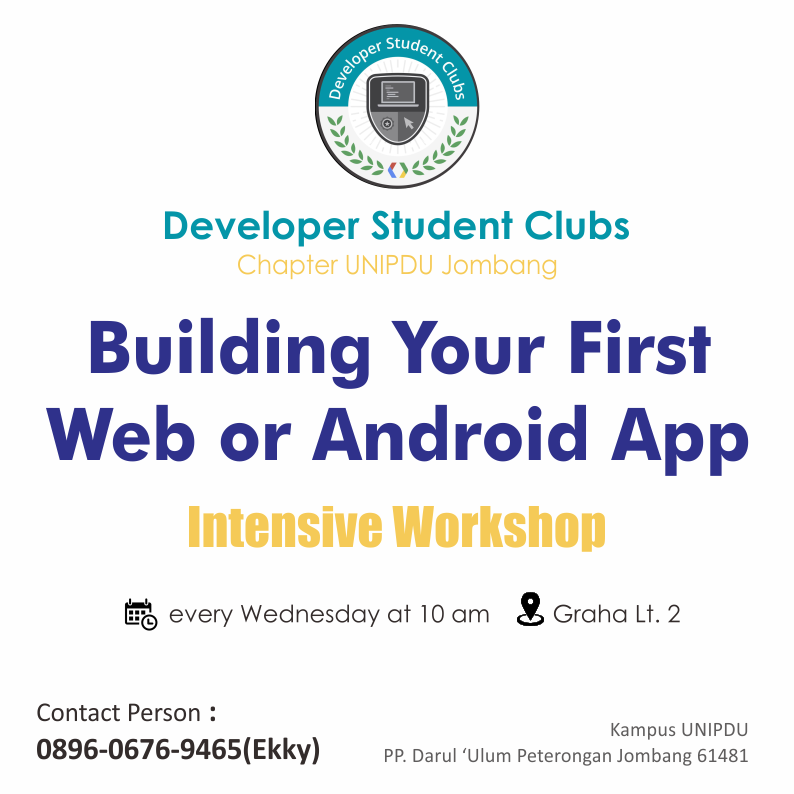 Developer Student Clubs
Developer Student Clubs
Chapter UNIPDU Jombang
Building Your First
Web or Android App
Intensive Workshop
every Wednesday at 10 am
Graha Lt. 2
Contact Person :
0896-0676-9465(Ekky)
Kampus UNIPDU
PP. Darul ‘Ulum Peterongan Jombang 61481